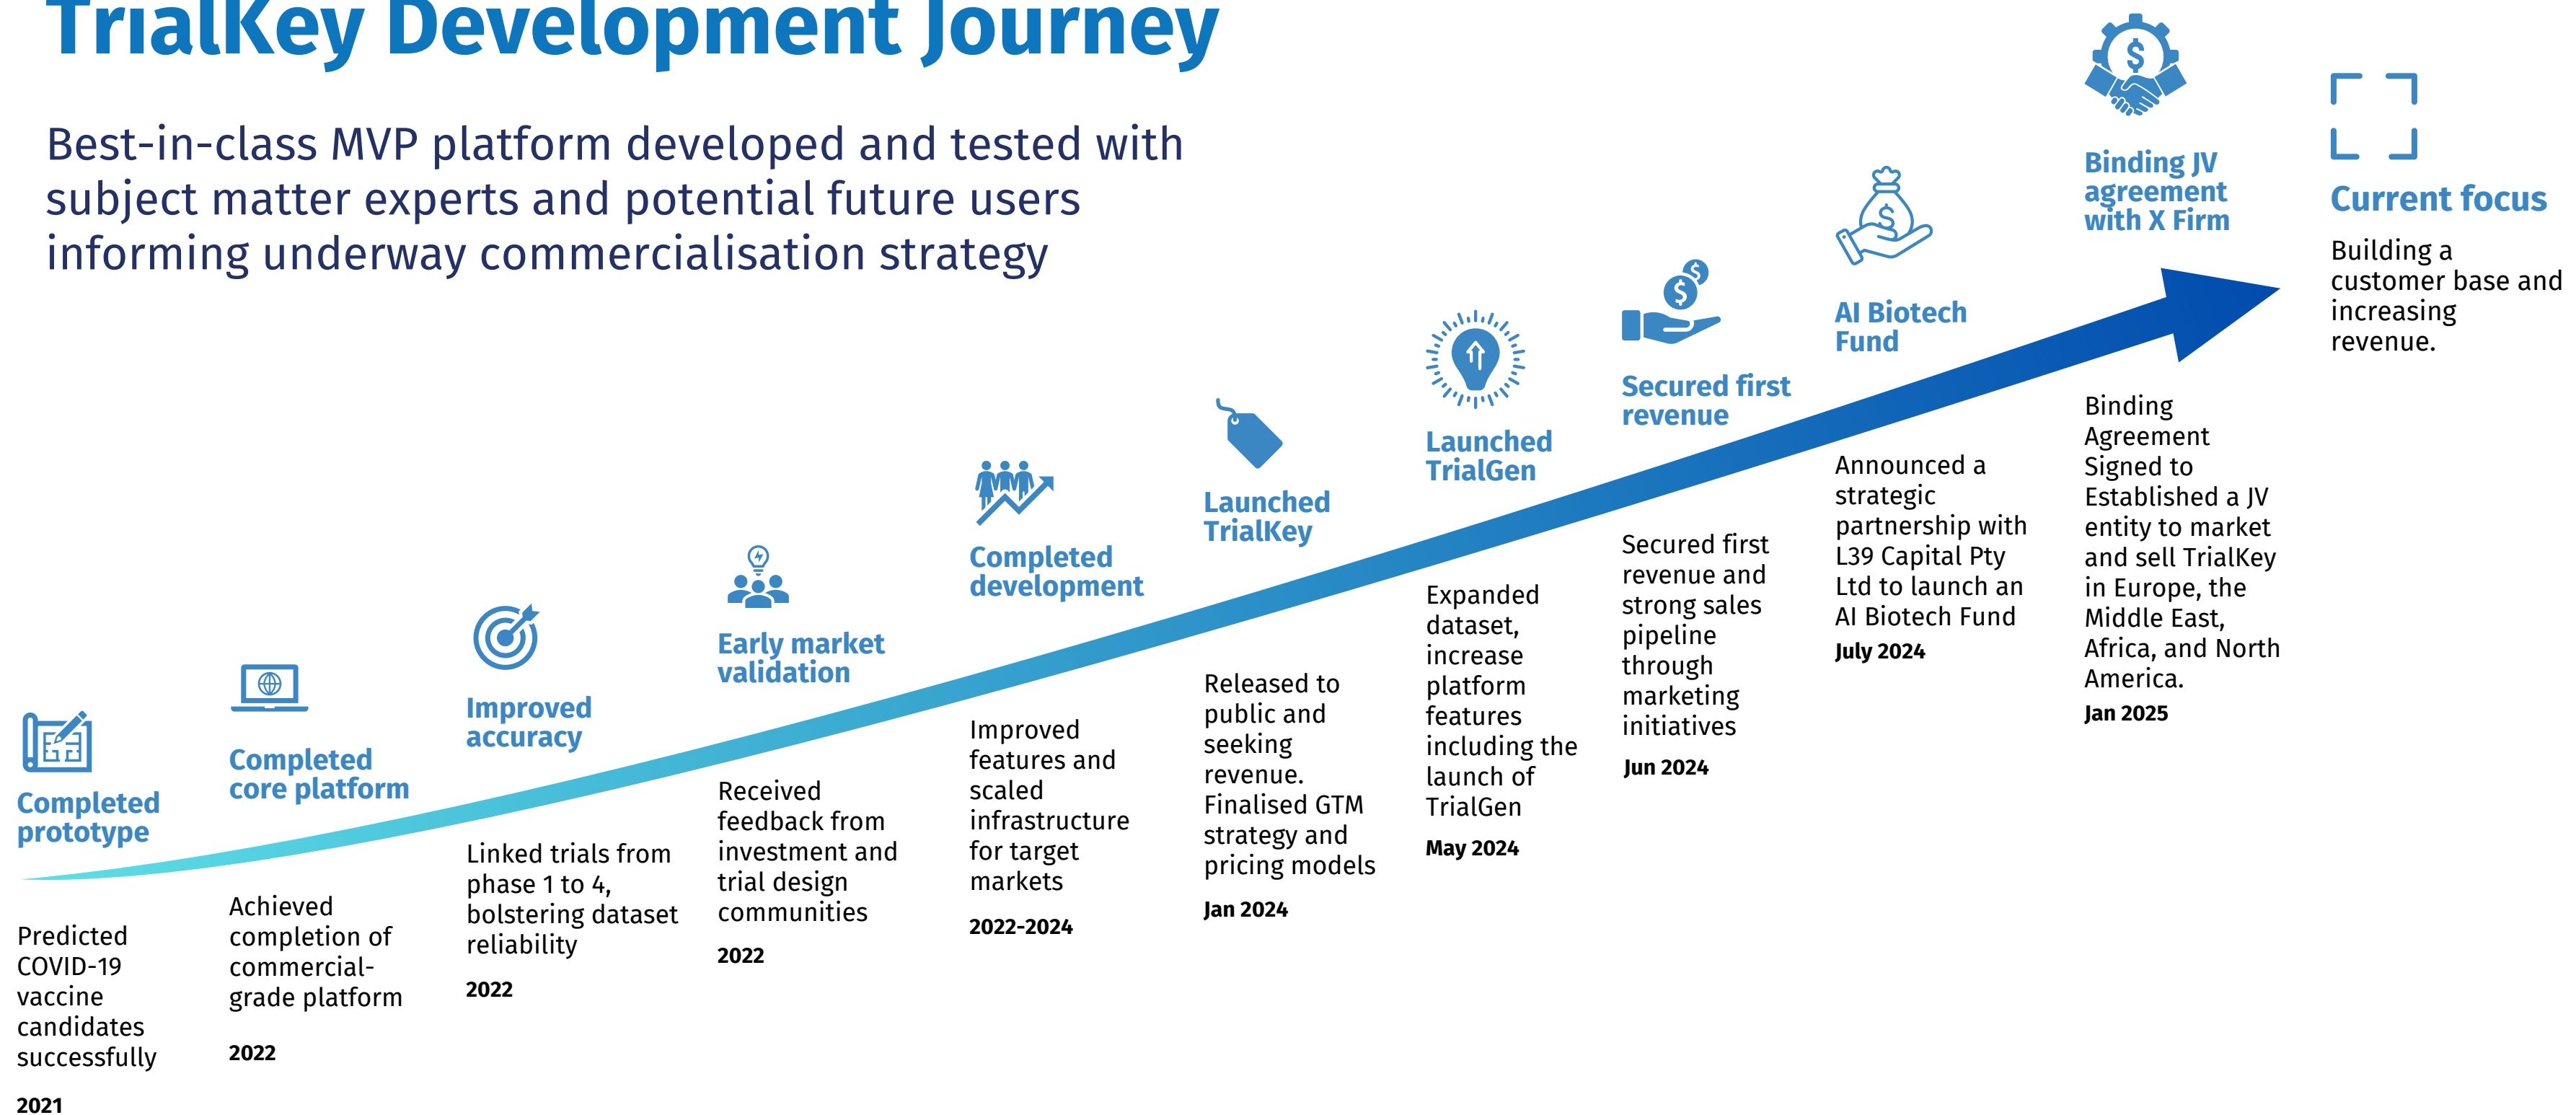 TrialKey Development Journey
Best-in-class MVP platform developed and tested with
subject matter experts and potential future users
informing underway commercialisation strategy
Completed
prototype
Predicted
COVID-19
vaccine
candidates
successfully
2021
Completed
core platform
Achieved
completion of
commercial-
grade platform
2022
Improved
accuracy
Linked trials from
phase 1 to 4,
bolstering dataset
reliability
2022
Early market
validation
Received
feedback from
investment and
trial design
communities
2022
Completed
development
Improved
features and
scaled
infrastructure
for target
markets
2022-2024
Launched
TrialKey
Released to
public and
seeking
revenue.
Finalised GTM
strategy and
pricing models
Jan 2024
Launched
TrialGen
Expanded
dataset,
increase
platform
features
including the
launch of
TrialGen
May 2024
Secured first
revenue
Secured first
revenue and
strong sales
pipeline
through
marketing
initiatives
Jun 2024
AI Biotech
Fund
Announced a
strategic
partnership with
L39 Capital Pty
Ltd to launch an
AI Biotech Fund
July 2024
Binding JV
agreement
with X Firm
Binding
Agreement
Signed to
Established a JV
entity to market
and sell TrialKey
in Europe, the
Middle East,
Africa, and North
America.
Jan 2025
Current focus
Building a
customer base and
increasing
revenue.